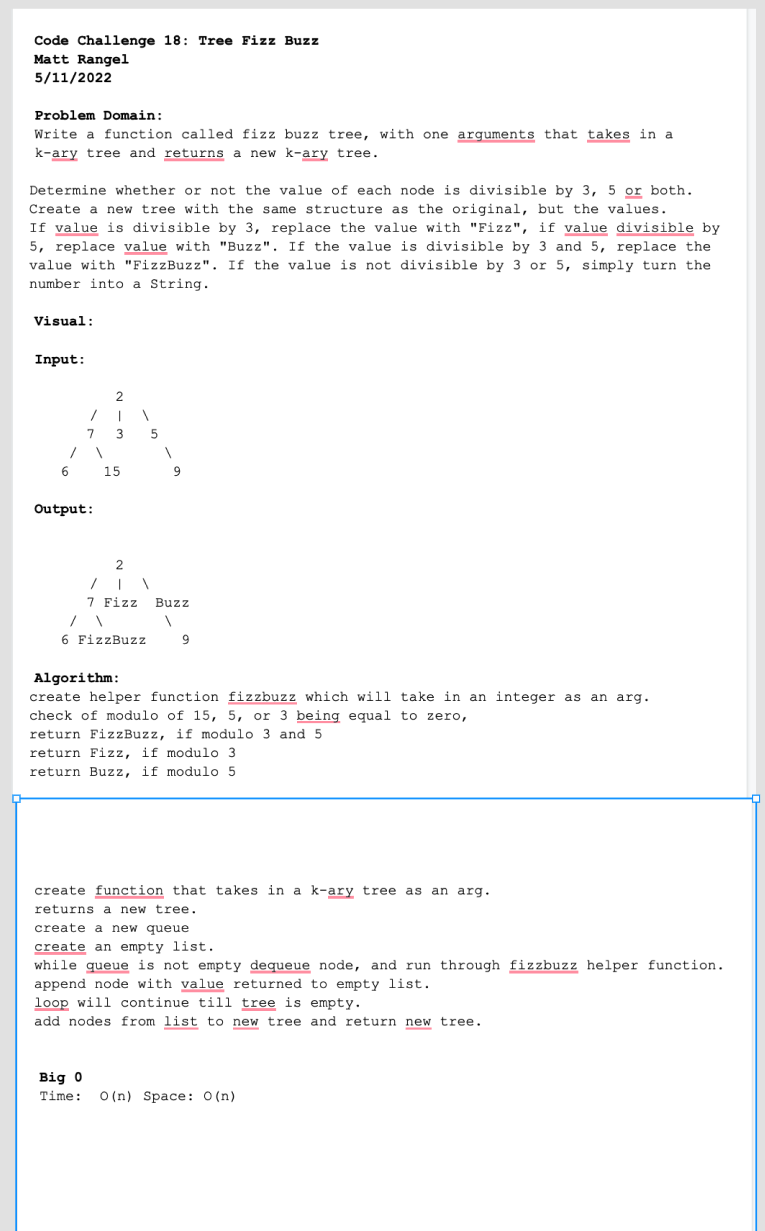 Code Challenge 18: Tree Fizz Buzz
Matt Rangel
5/11/2022
Problem Domain:
Write a function called fizz buzz tree, with one arguments that takes in a
k-ary tree and returns a new k-ary tree.
Determine whether or not the value of each node is divisible by 3, 5 or both.
Create a new tree with the same structure as the original, but the values.
If value is divisible by 3, replace the value with "Fizz", if value divisible by
5, replace value with "Buzz". If the value is divisible by 3 and 5, replace the
value with "FizzBuzz". If the value is not divisible by 3 or 5, simply turn the
number into a String.
Visual:
Input:
2
/ | \
7 3 5
/ \ \
6 15 9
Output:
2
/ | \
7 Fizz Buzz
/ \ \
6 FizzBuzz 9
Algorithm:
create helper function fizzbuzz which will take in an integer as an arg.
check of modulo of 15, 5, or 3 being equal to zero,
return FizzBuzz, if modulo 3 and 5
return Fizz, if modulo 3
return Buzz, if modulo 5
create function that takes in a k-ary tree as an arg.
returns a new tree.
create a new queue
create an empty list.
while queue is not empty dequeue node, and run through fizzbuzz helper function.
append node with value returned to empty list.
loop will continue till tree is empty.
add nodes from list to new tree and return new tree.
Big O
Time: O(n) Space: O(n)